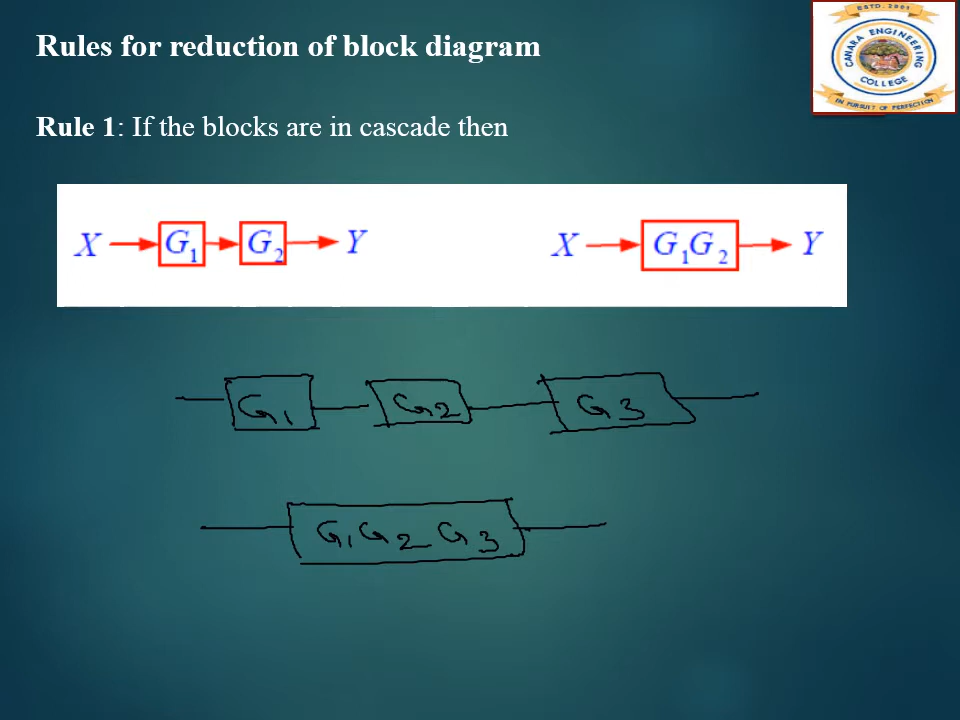 Rules for reduction of block diagram
ESTD. 2001
CANARA ENGINEERING
COLLEGE
IN PURSUIT OF PERFECTION
Rule 1: If the blocks are in cascade then
X G₁ G₂ Y X G₁G₂ Y
G1 G2 G3
G1G2G3